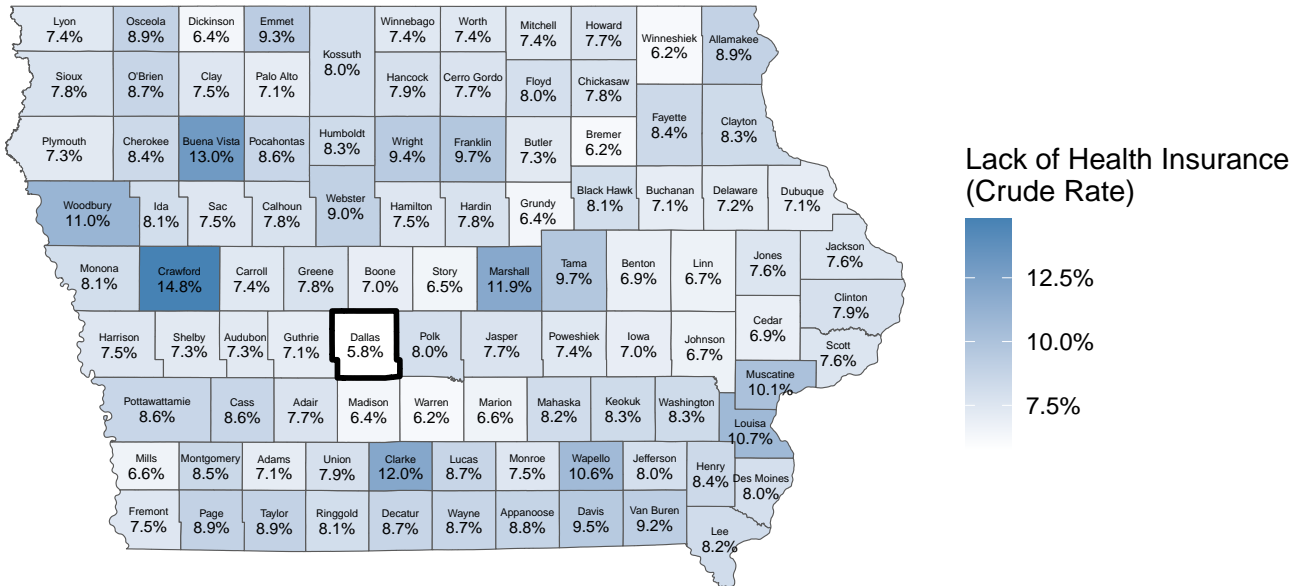 Lyon
7.4%
Osceola
8.9%
Dickinson
6.4%
Emmet
9.3%
Kossuth
8.0%
Winnebago
7.4%
Worth
7.4%
Mitchell
7.4%
Howard
7.7%
Winneshiek
6.2%
Allamakee
8.9%
Sioux
7.8%
O'Brien
8.7%
Clay
7.5%
Palo Alto
7.1%
Hancock
7.9%
Cerro Gordo
7.7%
Floyd
8.0%
Chickasaw
7.8%
Fayette
8.4%
Clayton
8.3%
Plymouth
7.3%
Cherokee
8.4%
Buena Vista
13.0%
Pocahontas
8.6%
Humboldt
8.3%
Wright
9.4%
Franklin
9.7%
Butler
7.3%
Bremer
6.2%
Woodbury
11.0%
Ida
8.1%
Sac
7.5%
Calhoun
7.8%
Webster
9.0%
Hamilton
7.5%
Hardin
7.8%
Grundy
6.4%
Black Hawk
8.1%
Buchanan
7.1%
Delaware
7.2%
Dubuque
7.1%
Monona
8.1%
Crawford
14.8%
Carroll
7.4%
Greene
7.8%
Boone
7.0%
Story
6.5%
Marshall
11.9%
Tama
9.7%
Benton
6.9%
Linn
6.7%
Jones
7.6%
Jackson
7.6%
Clinton
7.9%
Harrison
7.5%
Shelby
7.3%
Audubon
7.3%
Guthrie
7.1%
Dallas
5.8%
Polk
8.0%
Jasper
7.7%
Poweshiek
7.4%
Iowa
7.0%
Johnson
6.7%
Cedar
6.9%
Scott
7.6%
Muscatine
10.1%
Pottawattamie
8.6%
Cass
8.6%
Adair
7.7%
Madison
6.4%
Warren
6.2%
Marion
6.6%
Mahaska
8.2%
Keokuk
8.3%
Washington
8.3%
Louisa
10.7%
Mills
6.6%
Montgomery
8.5%
Adams
7.1%
Union
7.9%
Clarke
12.0%
Lucas
8.7%
Monroe
7.5%
Wapello
10.6%
Jefferson
8.0%
Henry
8.4%
Des Moines
8.0%
Fremont
7.5%
Page
8.9%
Taylor
8.9%
Ringgold
8.1%
Decatur
8.7%
Wayne
8.7%
Appanoose
8.8%
Davis
9.5%
Van Buren
9.2%
Lee
8.2%
Lack of Health Insurance
(Crude Rate)
12.5%
10.0%
7.5%